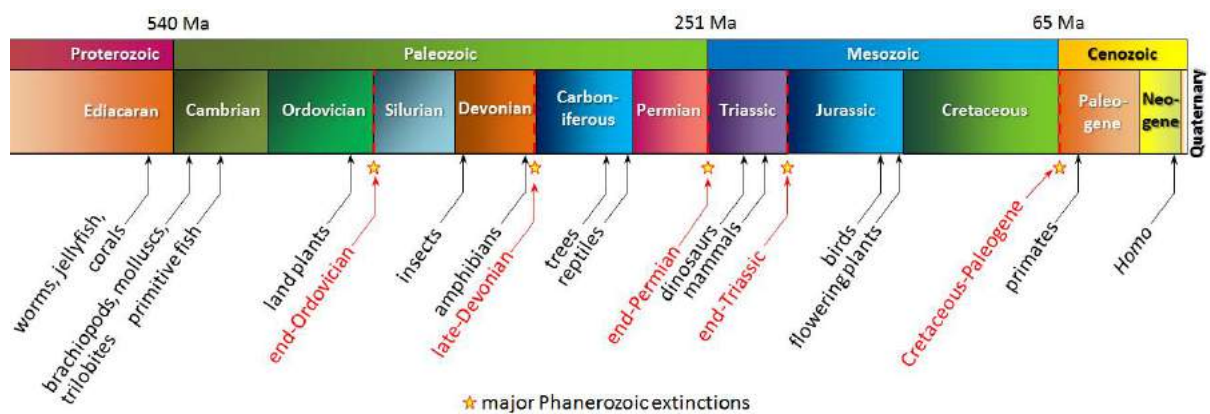 540 Ma
251 Ma
65 Ma
Proterozoic
Paleozoic
Mesozoic
Cenozoic
Ediacaran
Cambrian
Ordovician
Silurian
Devonian
Carbon-
iferous
Permian
Triassic
Jurassic
Cretaceous
Paleo-
gene
Neo-
gene
Quaternary
worms, jellyfish,
corals
brachiopods, molluscs,
trilobites
primitive fish
land plants
end-Ordovician
insects
amphibians
late-Devonian
trees
reptiles
end-Permian
dinosaurs
mammals
end-Triassic
birds
flowering plants
Cretaceous-Paleogene
primates
Homo
major Phanerozoic extinctions